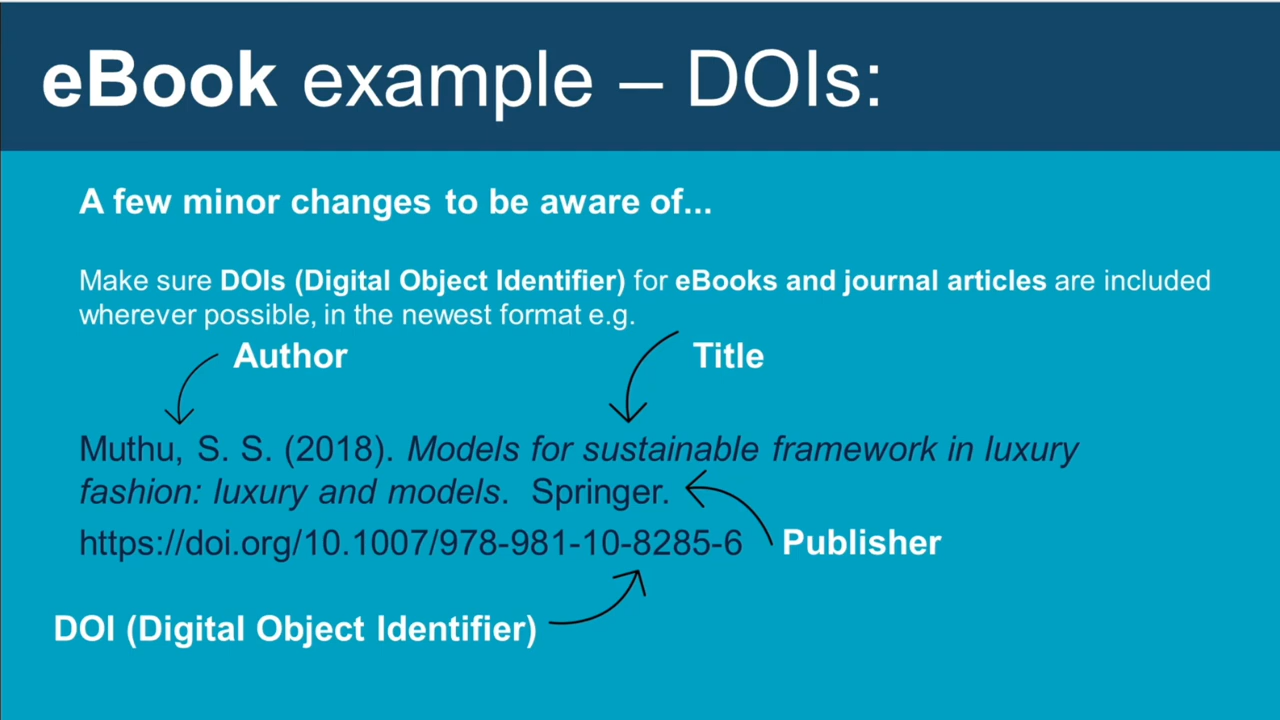 eBook example – DOIs:
A few minor changes to be aware of...
Make sure DOIs (Digital Object Identifier) for eBooks and journal articles are included
wherever possible, in the newest format e.g.
Author
Title
Muthu, S. S. (2018). Models for sustainable framework in luxury
fashion: luxury and models. Springer.
https://doi.org/10.1007/978-981-10-8285-6
Publisher
DOI (Digital Object Identifier)